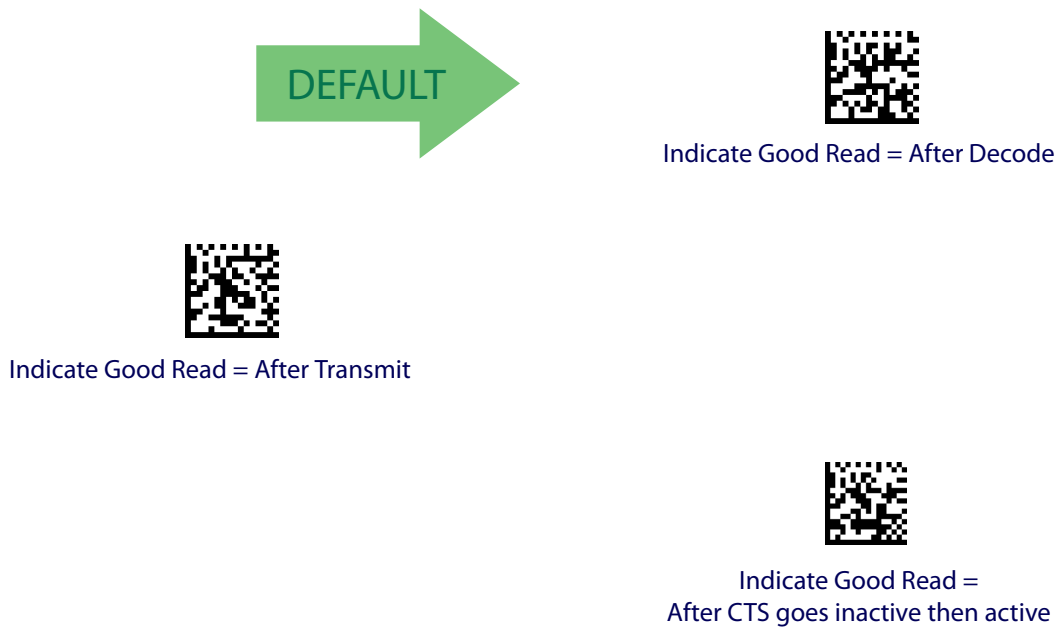 DEFAULT
Indicate Good Read = After Decode
Indicate Good Read = After Transmit
Indicate Good Read =
After CTS goes inactive then active